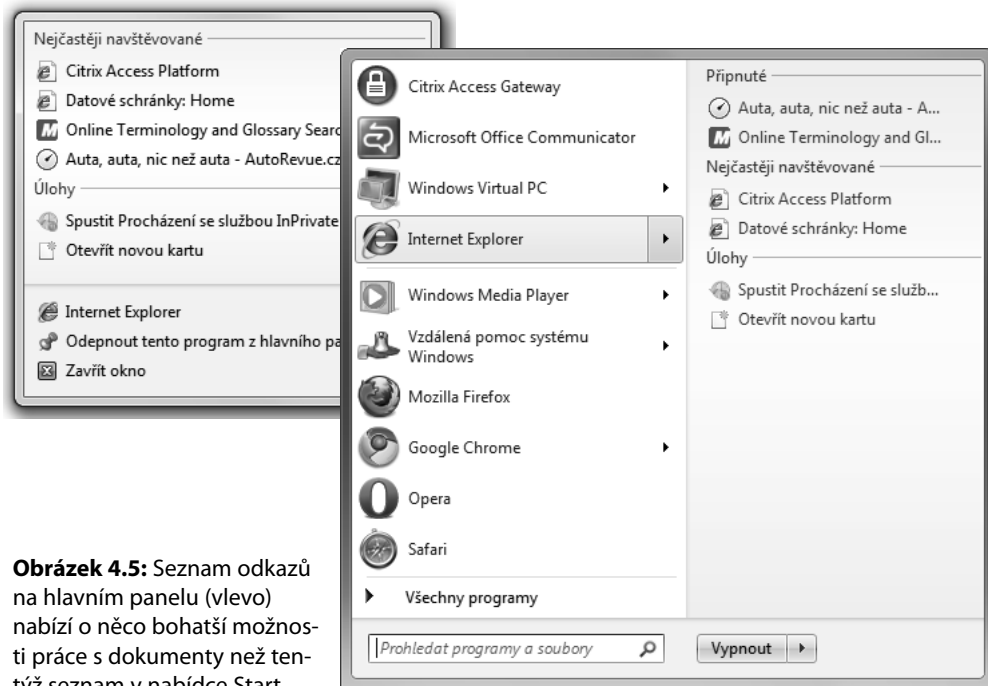 Nejčastěji navštěvované
Citrix Access Platform
Datové schránky: Home
Online Terminology and Glossary Searc
Auta, auta, nic než auta - AutoRevue.cz
Úlohy
Spustit Procházení se službou InPrivate
Otevřít novou kartu
Internet Explorer
Odepnout tento program z hlavního pa
Zavřít okno
Citrix Access Gateway
Microsoft Office Communicator
Windows Virtual PC
Internet Explorer
Windows Media Player
Vzdálená pomoc systému
Windows
Mozilla Firefox
Google Chrome
Opera
Safari
Všechny programy
Prohledat programy a soubory
Připnuté
Auta, auta, nic než auta - A...
Online Terminology and Gl...
Nejčastěji navštěvované
Citrix Access Platform
Datové schránky: Home
Úlohy
Spustit Procházení se služb...
Otevřít novou kartu
Vypnout
Obrázek 4.5: Seznam odkazů
na hlavním panelu (vlevo)
nabízí o něco bohatší možnos-
ti práce s dokumenty než ten-
týž seznam v nabídce Start